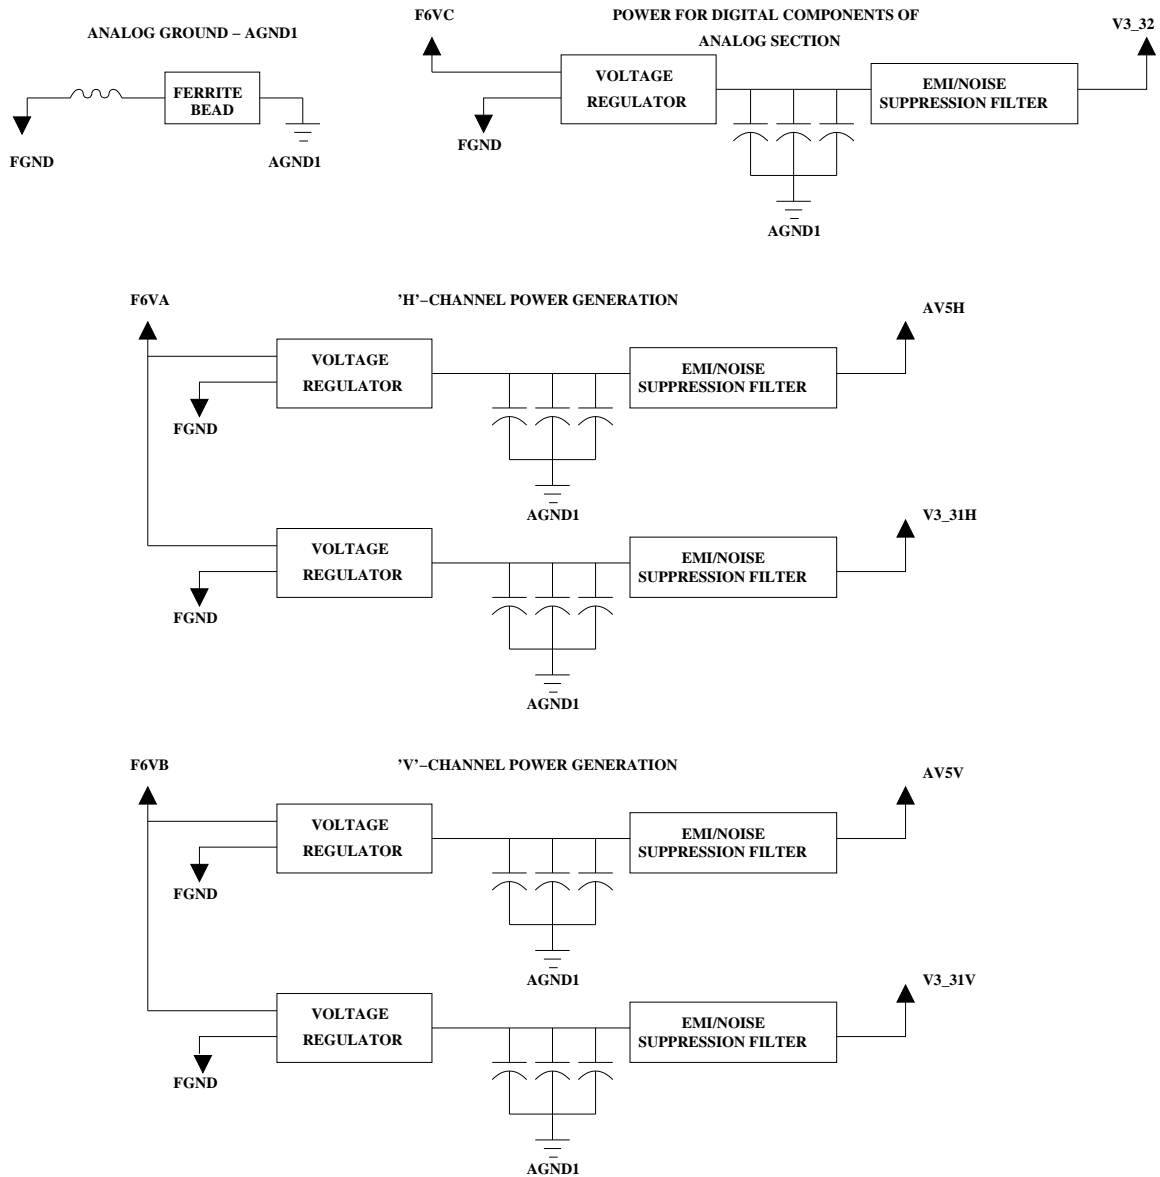 ANALOG GROUND – AGND1
FERRITE
BEAD
FGND
AGND1
F6VC
POWER FOR DIGITAL COMPONENTS OF
ANALOG SECTION
V3_32
VOLTAGE
REGULATOR
EMI/NOISE
SUPPRESSION FILTER
FGND
AGND1
F6VA
'H'–CHANNEL POWER GENERATION
AV5H
VOLTAGE
REGULATOR
EMI/NOISE
SUPPRESSION FILTER
FGND
AGND1
V3_31H
VOLTAGE
REGULATOR
EMI/NOISE
SUPPRESSION FILTER
FGND
AGND1
F6VB
'V'–CHANNEL POWER GENERATION
AV5V
VOLTAGE
REGULATOR
EMI/NOISE
SUPPRESSION FILTER
FGND
AGND1
V3_31V
VOLTAGE
REGULATOR
EMI/NOISE
SUPPRESSION FILTER
FGND
AGND1